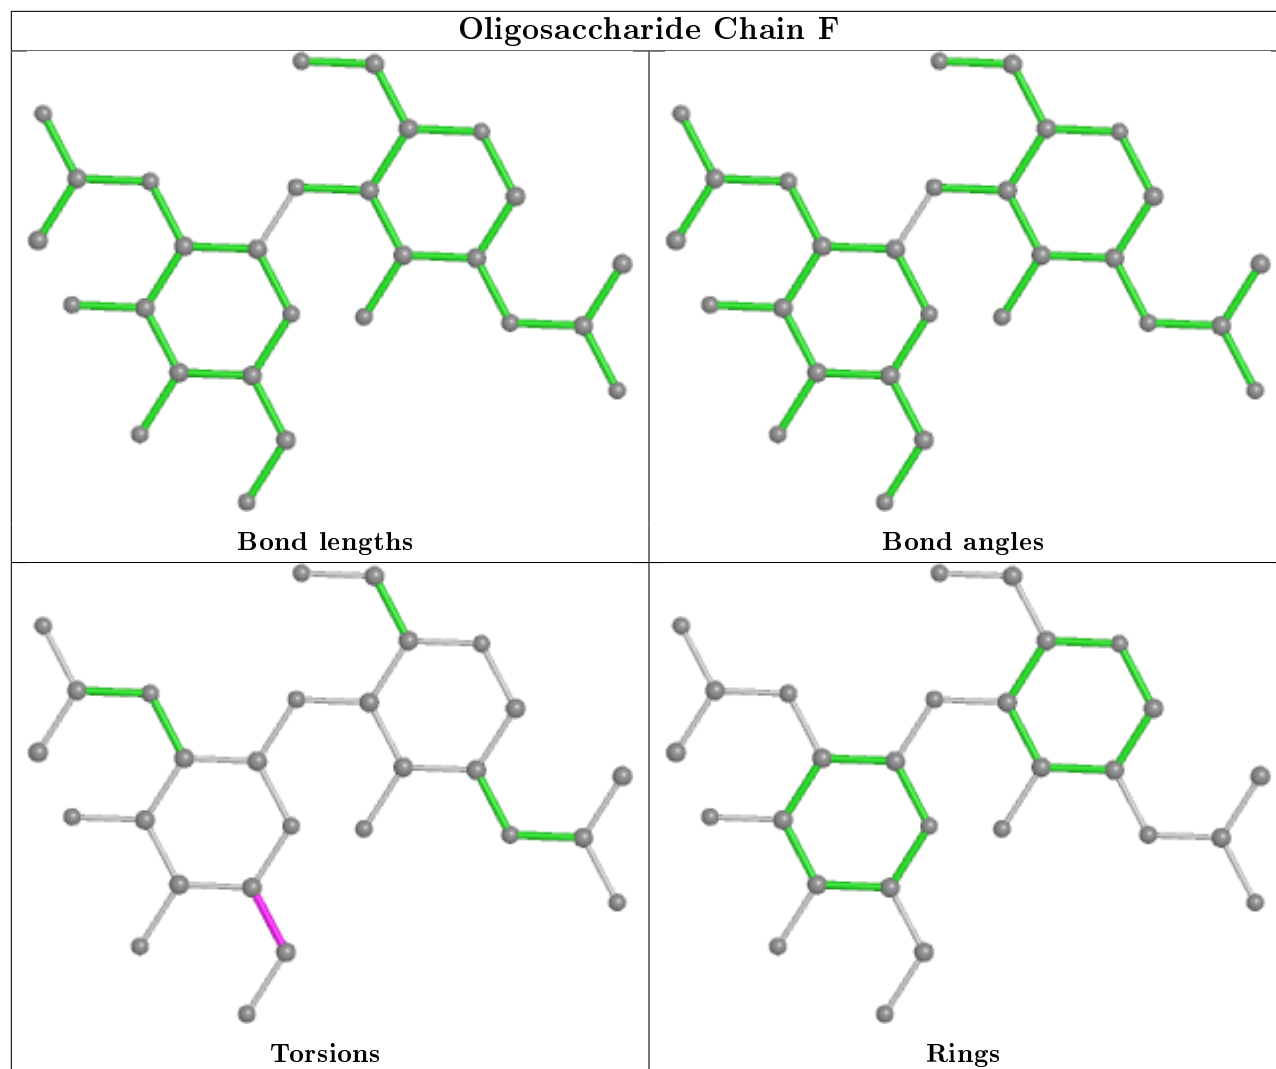 Oligosaccharide Chain F
Bond lengths
Bond angles
Torsions
Rings